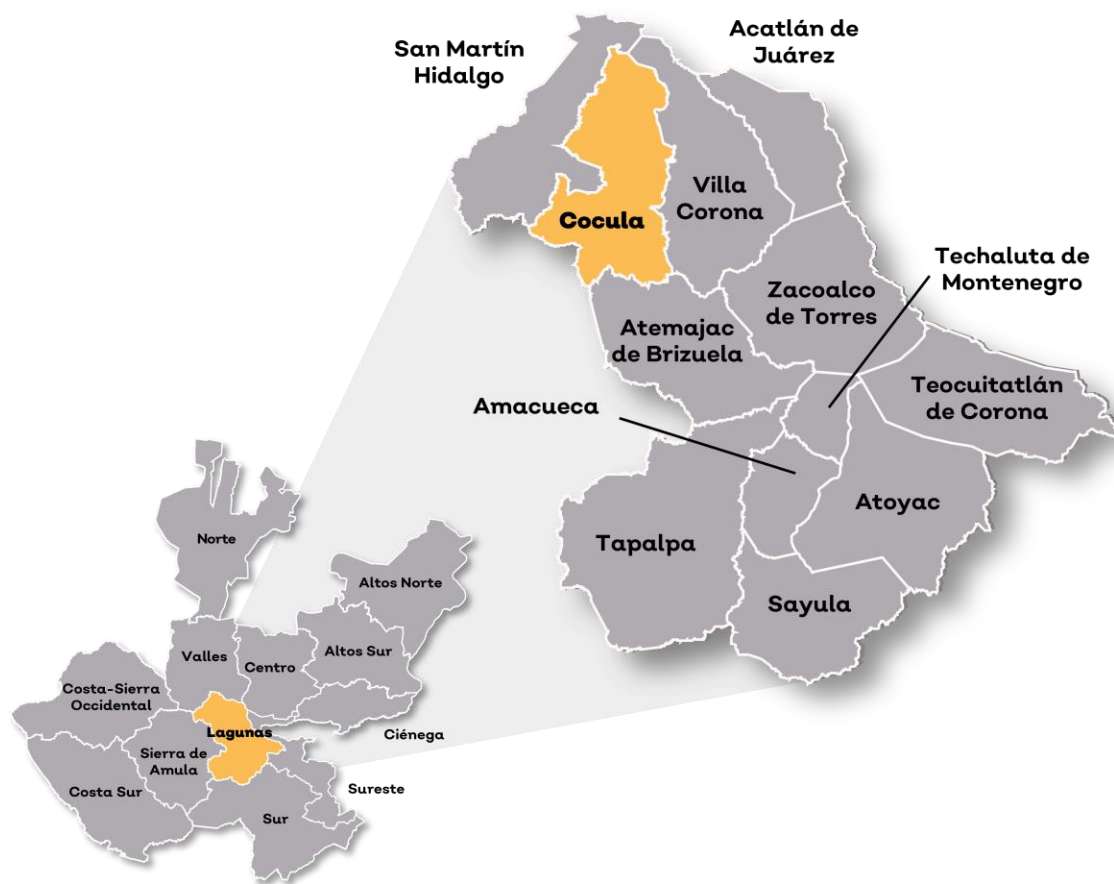 Acatlán de
Juárez
San Martín
Hidalgo
Villa
Corona
Cocula
Techaluta de
Montenegro
Zacoalco
de Torres
Atemajac
de Brizuela
Teocuitatlán
de Corona
Amacueca
Atoyac
Tapalpa
Sayula
Norte
Altos Norte
Altos Sur
Valles
Centro
Costa-Sierra
Occidental
Lagunas
Ciénega
Sierra de
Amula
Costa Sur
Sureste
Sur